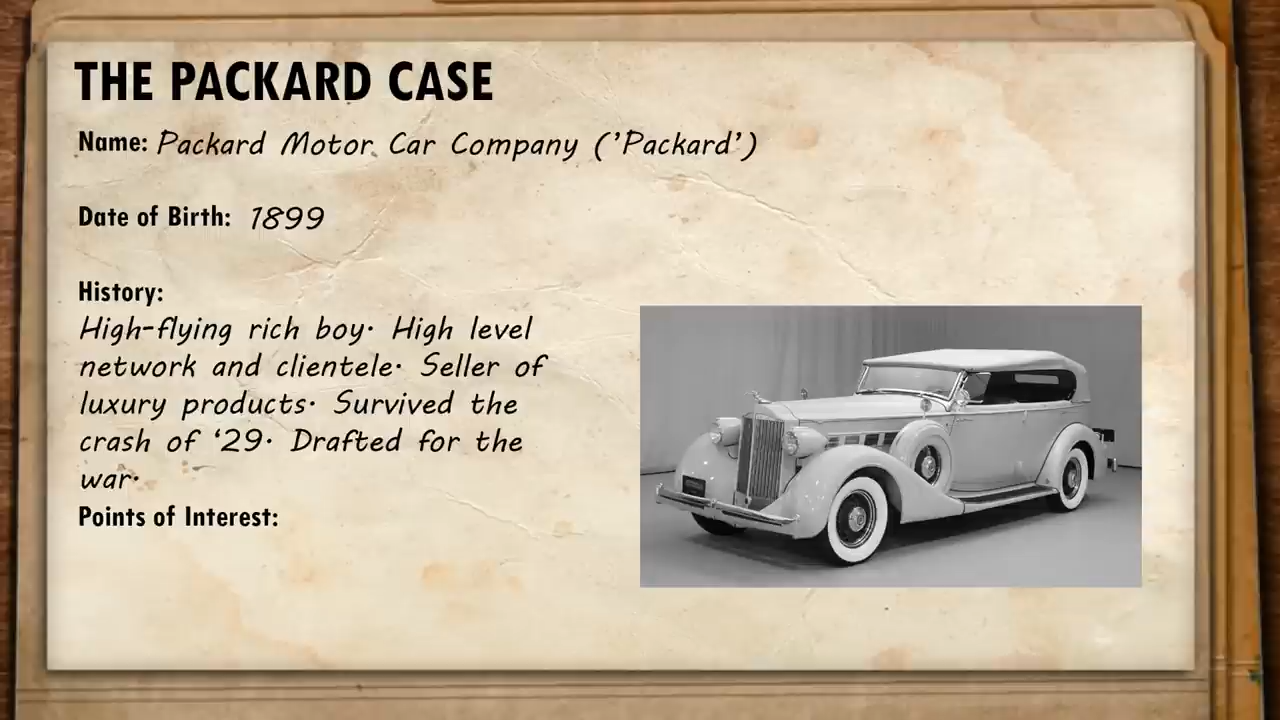 THE PACKARD CASE
Name: Packard Motor Car Company ('Packard')
Date of Birth: 1899
History:
High-flying rich boy. High level
network and clientele. Seller of
luxury products. Survived the
crash of '29. Drafted for the
war.
Points of Interest: